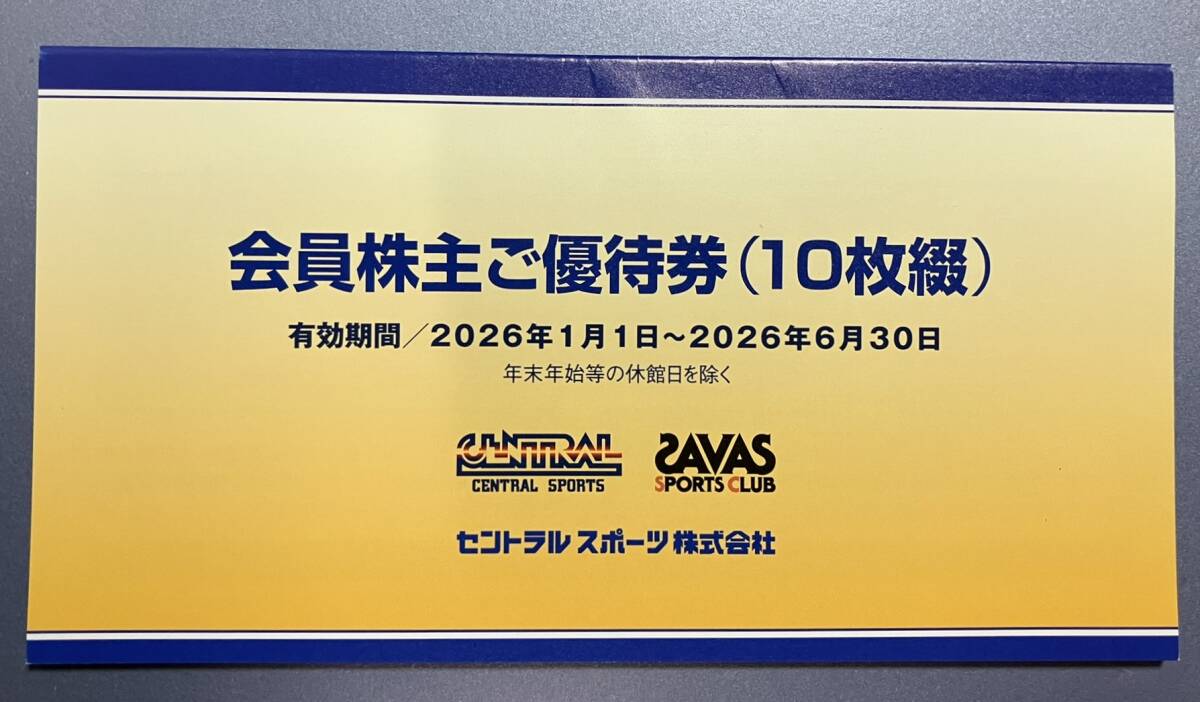 会員株主ご優待券(10枚綴)
有効期間/2026年1月1日～2026年6月30日
年末年始等の休館日を除く
CENTRAL
CENTRAL SPORTS
SAVAS
SPORTS CLUB
セントラルスポーツ株式会社